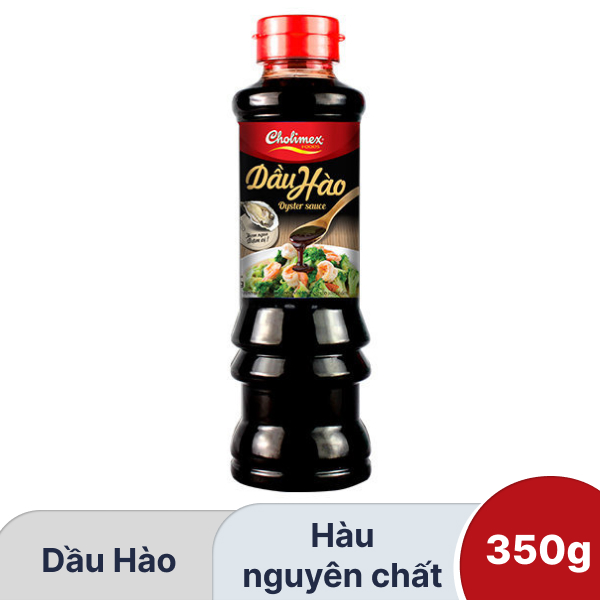 Cholimex
FOODS
Dầu Hào
Oyster sauce
Dầu Hào
Hàu
nguyên chất
350g